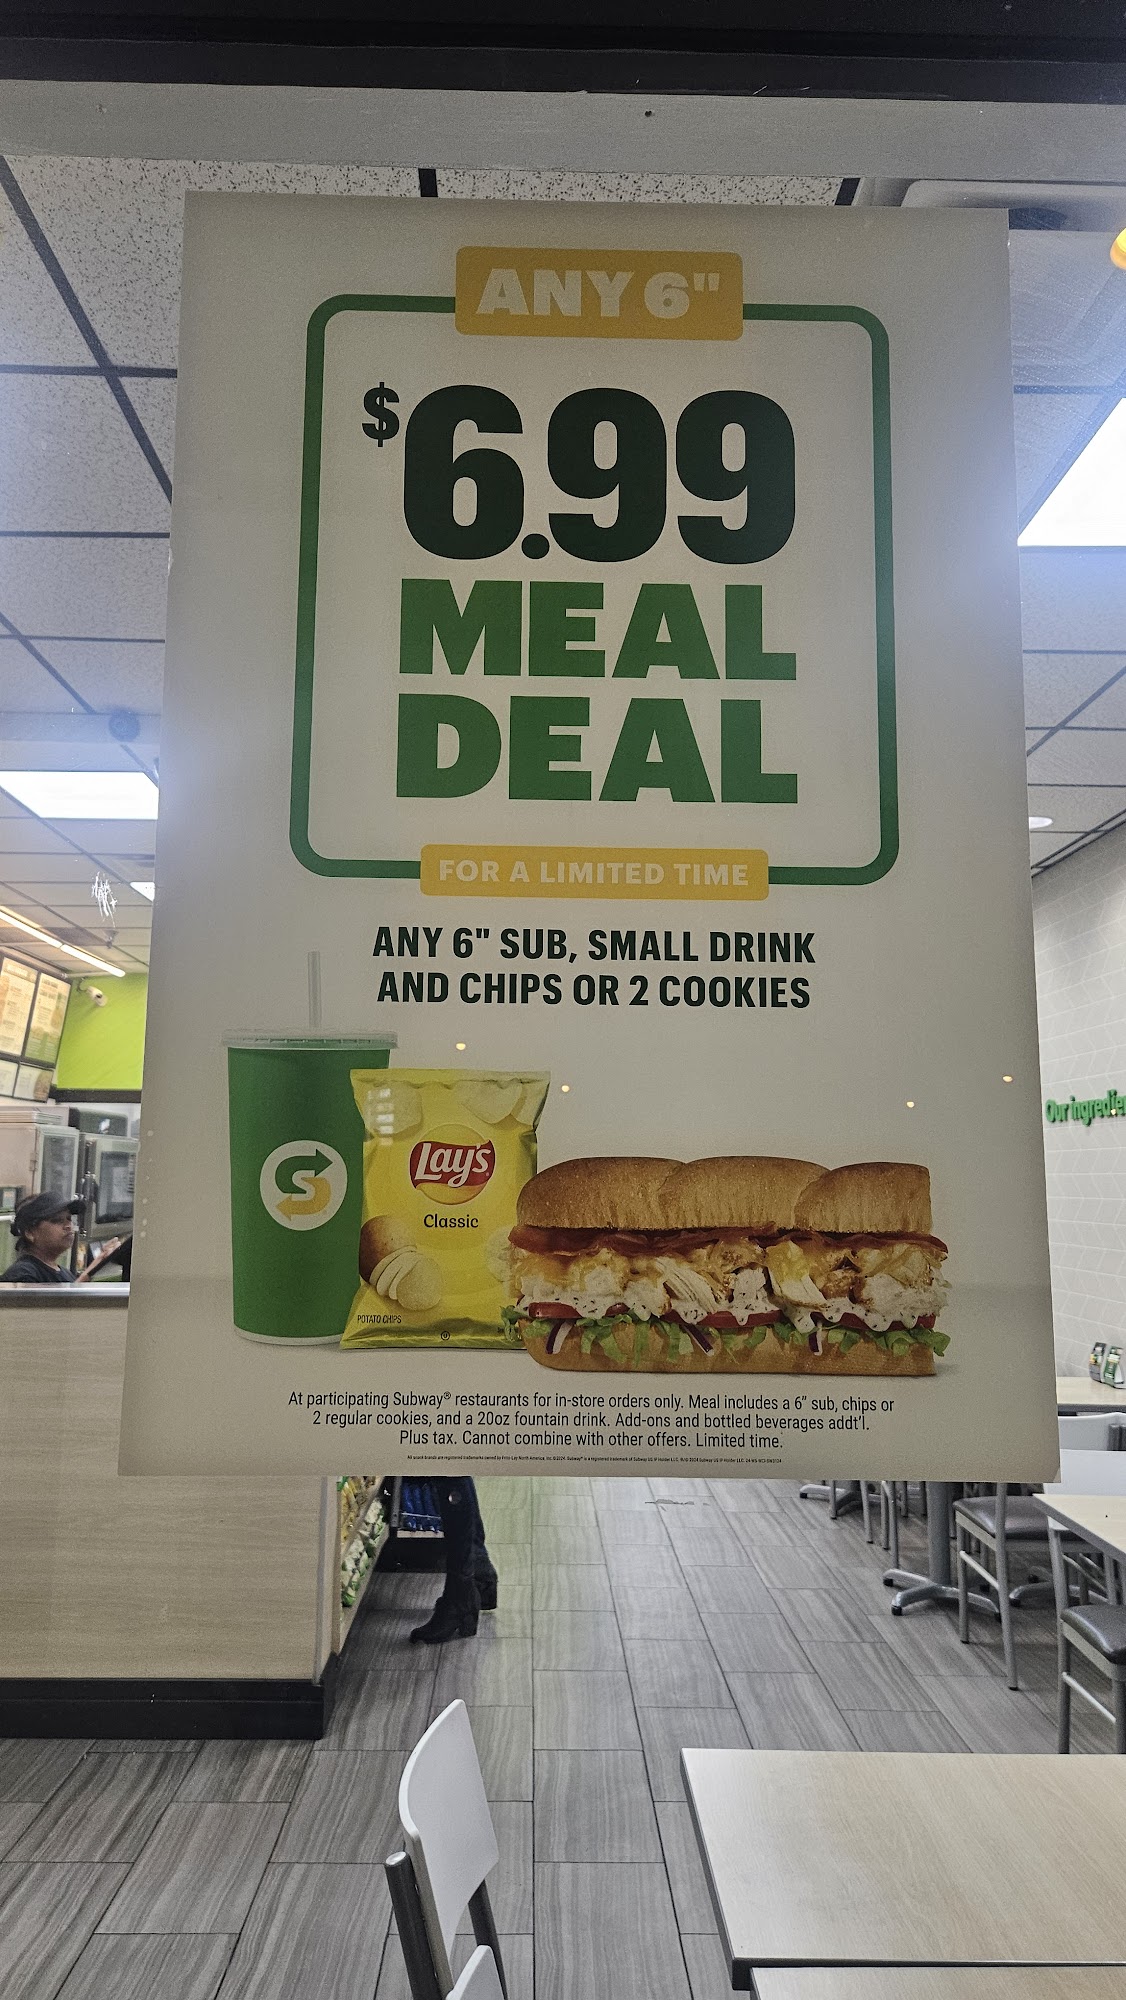 ANY 6"
$6.99
MEAL
DEAL
FOR A LIMITED TIME
ANY 6" SUB, SMALL DRINK
AND CHIPS OR 2 COOKIES
Lay's
Classic
POTATO CHIPS
Our ingredie
At participating Subway® restaurants for in-store orders only. Meal includes a 6" sub, chips or
2 regular cookies, and a 20oz fountain drink. Add-ons and bottled beverages addt'l.
Plus tax. Cannot combine with other offers. Limited time.